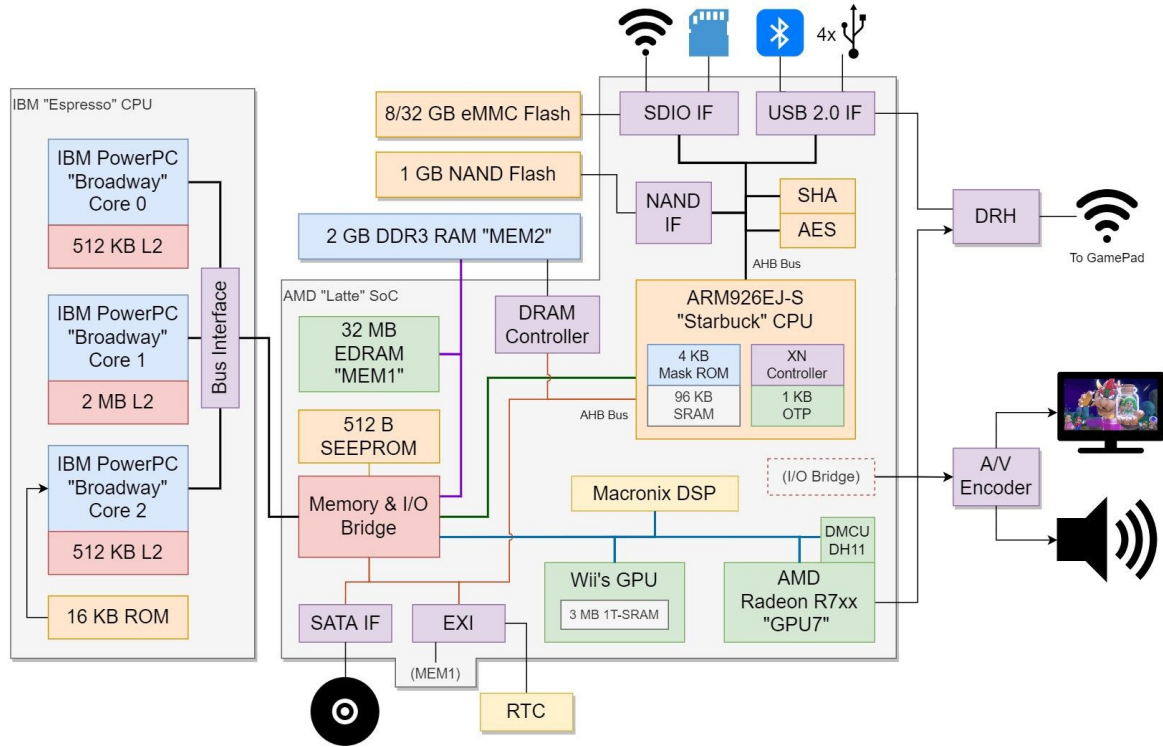 4x
IBM "Espresso" CPU
IBM PowerPC
"Broadway"
Core 0
512 KB L2
IBM PowerPC
"Broadway"
Core 1
2 MB L2
IBM PowerPC
"Broadway"
Core 2
512 KB L2
16 KB ROM
Bus Interface
8/32 GB eMMC Flash
SDIO IF
USB 2.0 IF
1 GB NAND Flash
NAND
IF
SHA
AES
DRH
To GamePad
2 GB DDR3 RAM "MEM2"
AHB Bus
AMD "Latte" SoC
32 MB
EDRAM
"MEM1"
DRAM
Controller
ARM926EJ-S
"Starbuck" CPU
4 KB
Mask ROM
96 KB
SRAM
XN
Controller
1 KB
OTP
AHB Bus
512 B
SEEPROM
Memory & I/O
Bridge
Macronix DSP
(I/O Bridge)
A/V
Encoder
DMCU
DH11
Wii's GPU
3 MB 1T-SRAM
AMD
Radeon R7xx
"GPU7"
SATA IF
EXI
(MEM1)
RTC